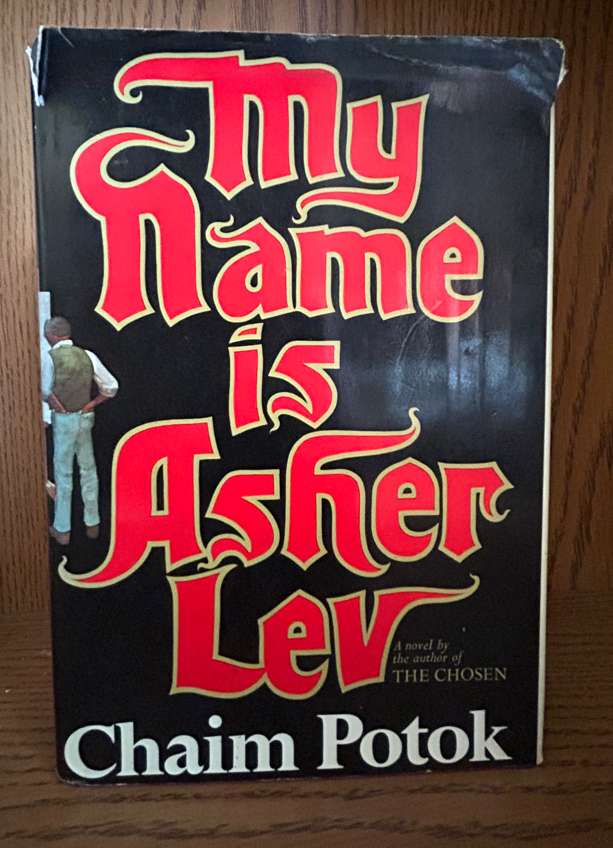 My
Name
is
Asher
Lev
A novel by
the author of
THE CHOSEN
Chaim Potok